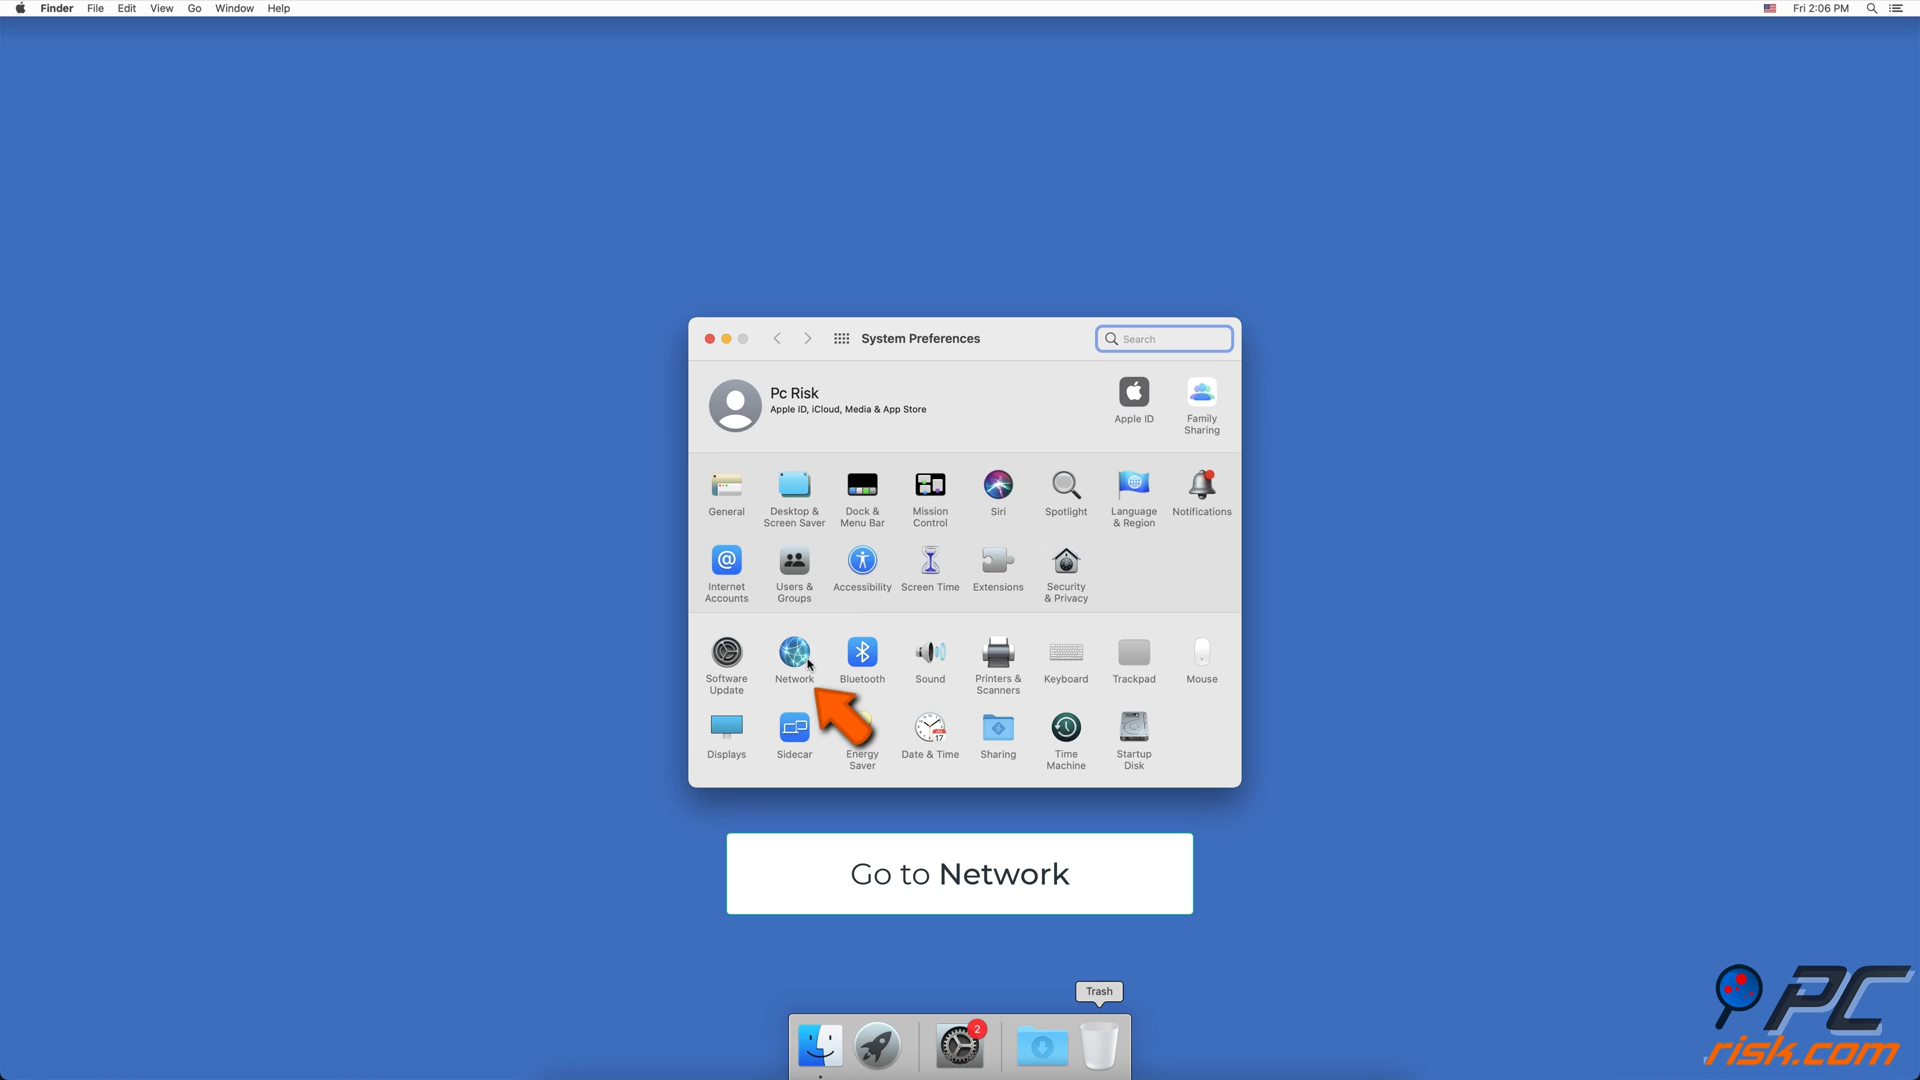 Finder File Edit View Go Window Help
Fri 2:06 PM
System Preferences
Search
Pc Risk
Apple ID, iCloud, Media & App Store
Apple ID
Family
Sharing
General
Desktop &
Screen Saver
Dock &
Menu Bar
Mission
Control
Siri
Spotlight
Language
& Region
Notifications
@
Internet
Accounts
Users &
Groups
Accessibility
Screen Time
Extensions
Security
& Privacy
Software
Update
Network
Bluetooth
Sound
Printers &
Scanners
Keyboard
Trackpad
Mouse
Displays
Sidecar
Energy
Saver
17
Date & Time
Sharing
Time
Machine
Startup
Disk
Go to Network
Trash
2
PC
risk.com